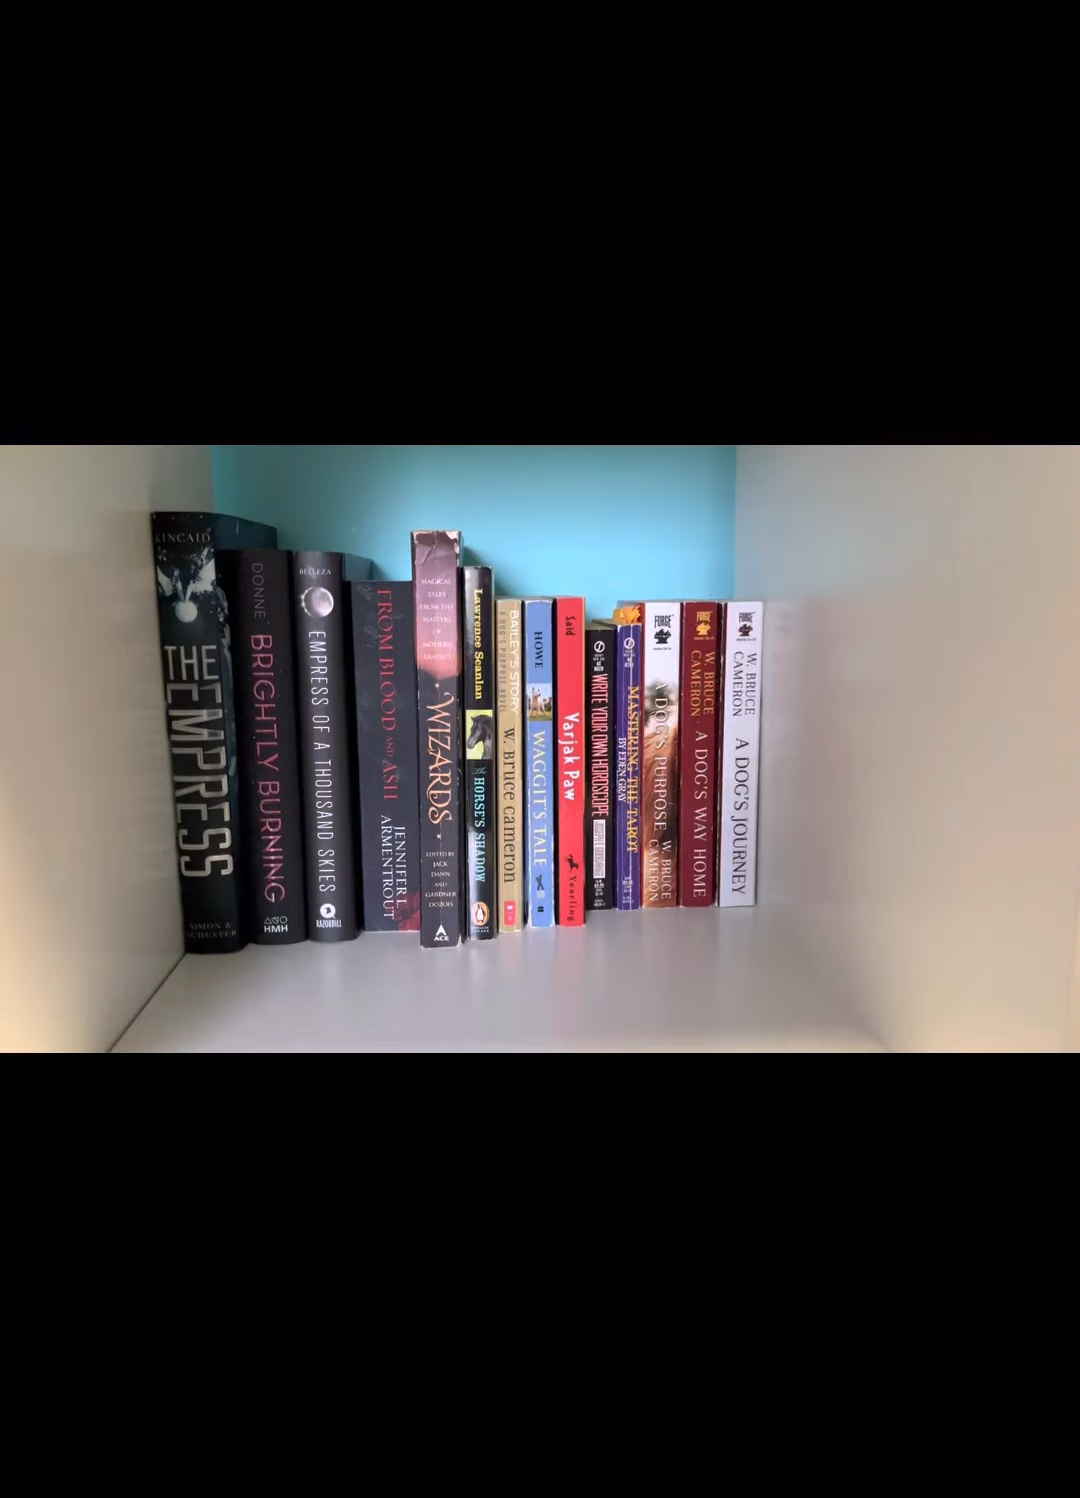 KINCAID
THE EMPRESS
SIMON &
SCHUSTER
DONNE
BRIGHTLY BURNING
HMH
BELLEZA
EMPRESS OF A THOUSAND SKIES
RAZORBILL
FROM BLOOD AND ASH
JENNIFER L.
ARMENTROUT
MAGICAL
TALES
FROM THE
MASTERS
OF
MODERN
FANTASY
WIZARDS
EDITED BY
JACK
DANN
AND
GARDNER
DOZOIS
ACE
Lawrence Scanlan
The HORSE'S SHADOW
BAILEY'S STORY
A DOG'S PURPOSE NOVEL
W. Bruce Cameron
HOWE
WAGGIT'S TALE
Said
Varjak Paw
Yearling
WRITE YOUR OWN HOROSCOPE
MASTERING THE TAROT
BY EDEN GRAY
FORGE
A DOG'S PURPOSE
W. BRUCE
CAMERON
FORGE
W. BRUCE
CAMERON
A DOG'S WAY HOME
FORGE
W. BRUCE
CAMERON
A DOG'S JOURNEY